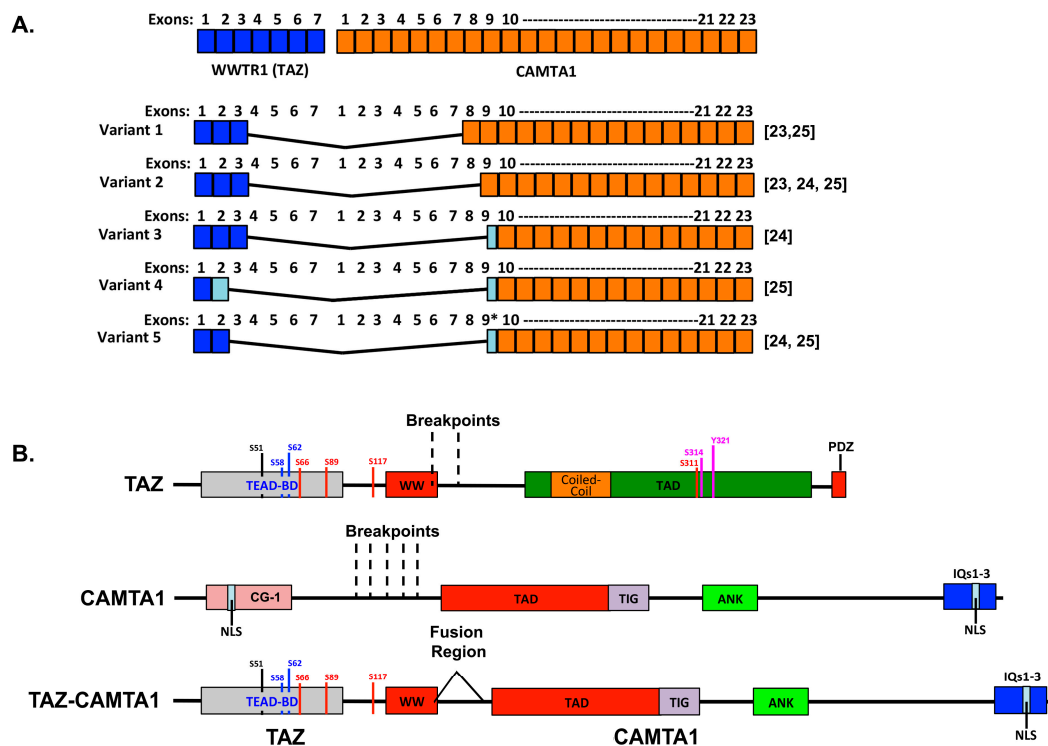 A.
Exons: 1 2 3 4 5 6 7 1 2 3 4 5 6 7 8 9 10 ---------------------------------21 22 23
WWTR1 (TAZ) CAMTA1
Exons: 1 2 3 4 5 6 7 1 2 3 4 5 6 7 8 9 10 ---------------------------------21 22 23
Variant 1 [23,25]
Exons: 1 2 3 4 5 6 7 1 2 3 4 5 6 7 8 9 10 ---------------------------------21 22 23
Variant 2 [23, 24, 25]
Exons: 1 2 3 4 5 6 7 1 2 3 4 5 6 7 8 9 10 ---------------------------------21 22 23
Variant 3 [24]
Exons: 1 2 3 4 5 6 7 1 2 3 4 5 6 7 8 9 10 ---------------------------------21 22 23
Variant 4 [25]
Exons: 1 2 3 4 5 6 7 1 2 3 4 5 6 7 8 9* 10 ---------------------------------21 22 23
Variant 5 [24, 25]
B.
Breakpoints
S51 S58 S62 S66 S89 S117 S311 S314 Y321 PDZ
TAZ TEAD-BD WW Coiled-Coil TAD
Breakpoints
IQs1-3
CAMTA1 CG-1 TAD TIG ANK
NLS NLS
Fusion
Region
S51 S58 S62 S66 S89 S117 IQs1-3
TAZ-CAMTA1 TEAD-BD WW TAD TIG ANK
NLS
TAZ CAMTA1